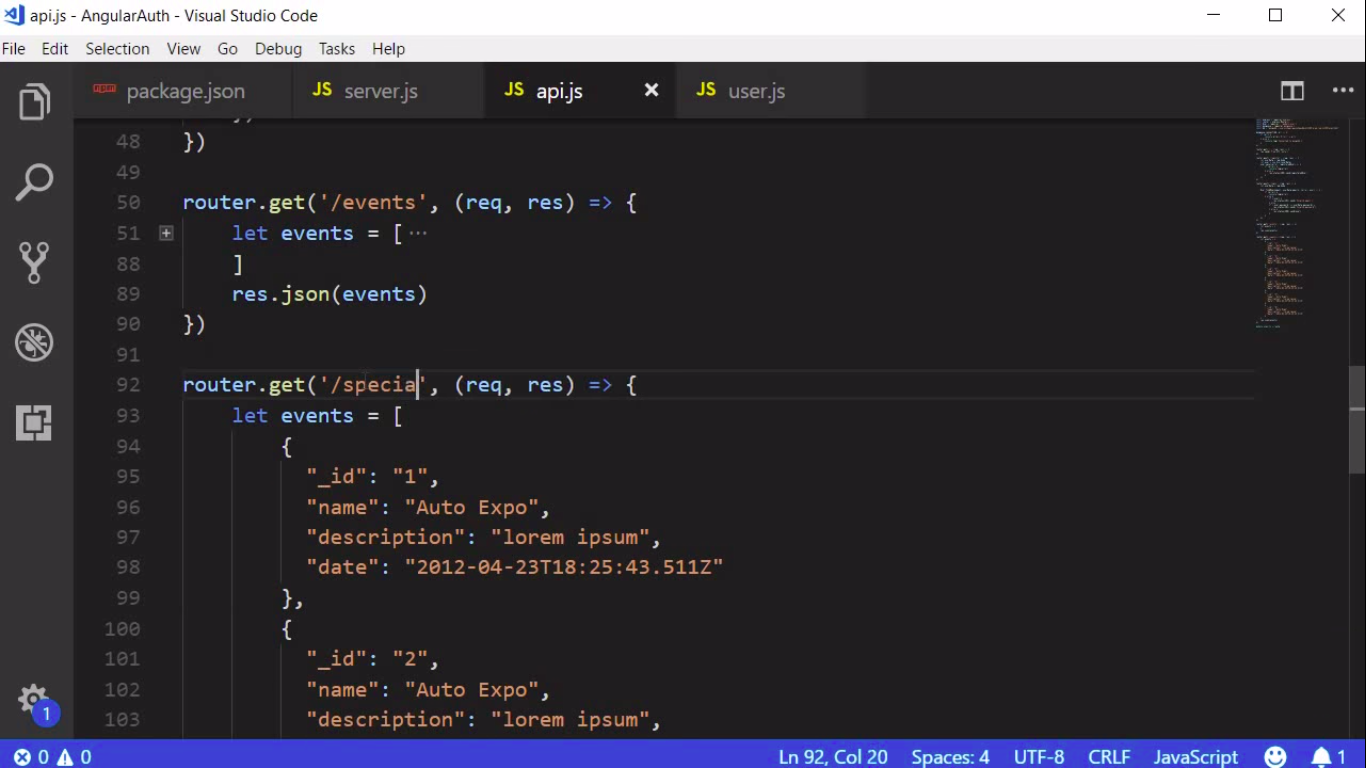 api.js - AngularAuth - Visual Studio Code
File Edit Selection View Go Debug Tasks Help
npm package.json JS server.js JS api.js JS user.js
48 })
49
50 router.get('/events', (req, res) => {
51 let events = [ ...
88 ]
89 res.json(events)
90 })
91
92 router.get('/specia', (req, res) => {
93 let events = [
94 {
95 "_id": "1",
96 "name": "Auto Expo",
97 "description": "lorem ipsum",
98 "date": "2012-04-23T18:25:43.511Z"
99 },
100 {
101 "_id": "2",
102 "name": "Auto Expo",
103 "description": "lorem ipsum",
1
0 0 Ln 92, Col 20 Spaces: 4 UTF-8 CRLF JavaScript 1